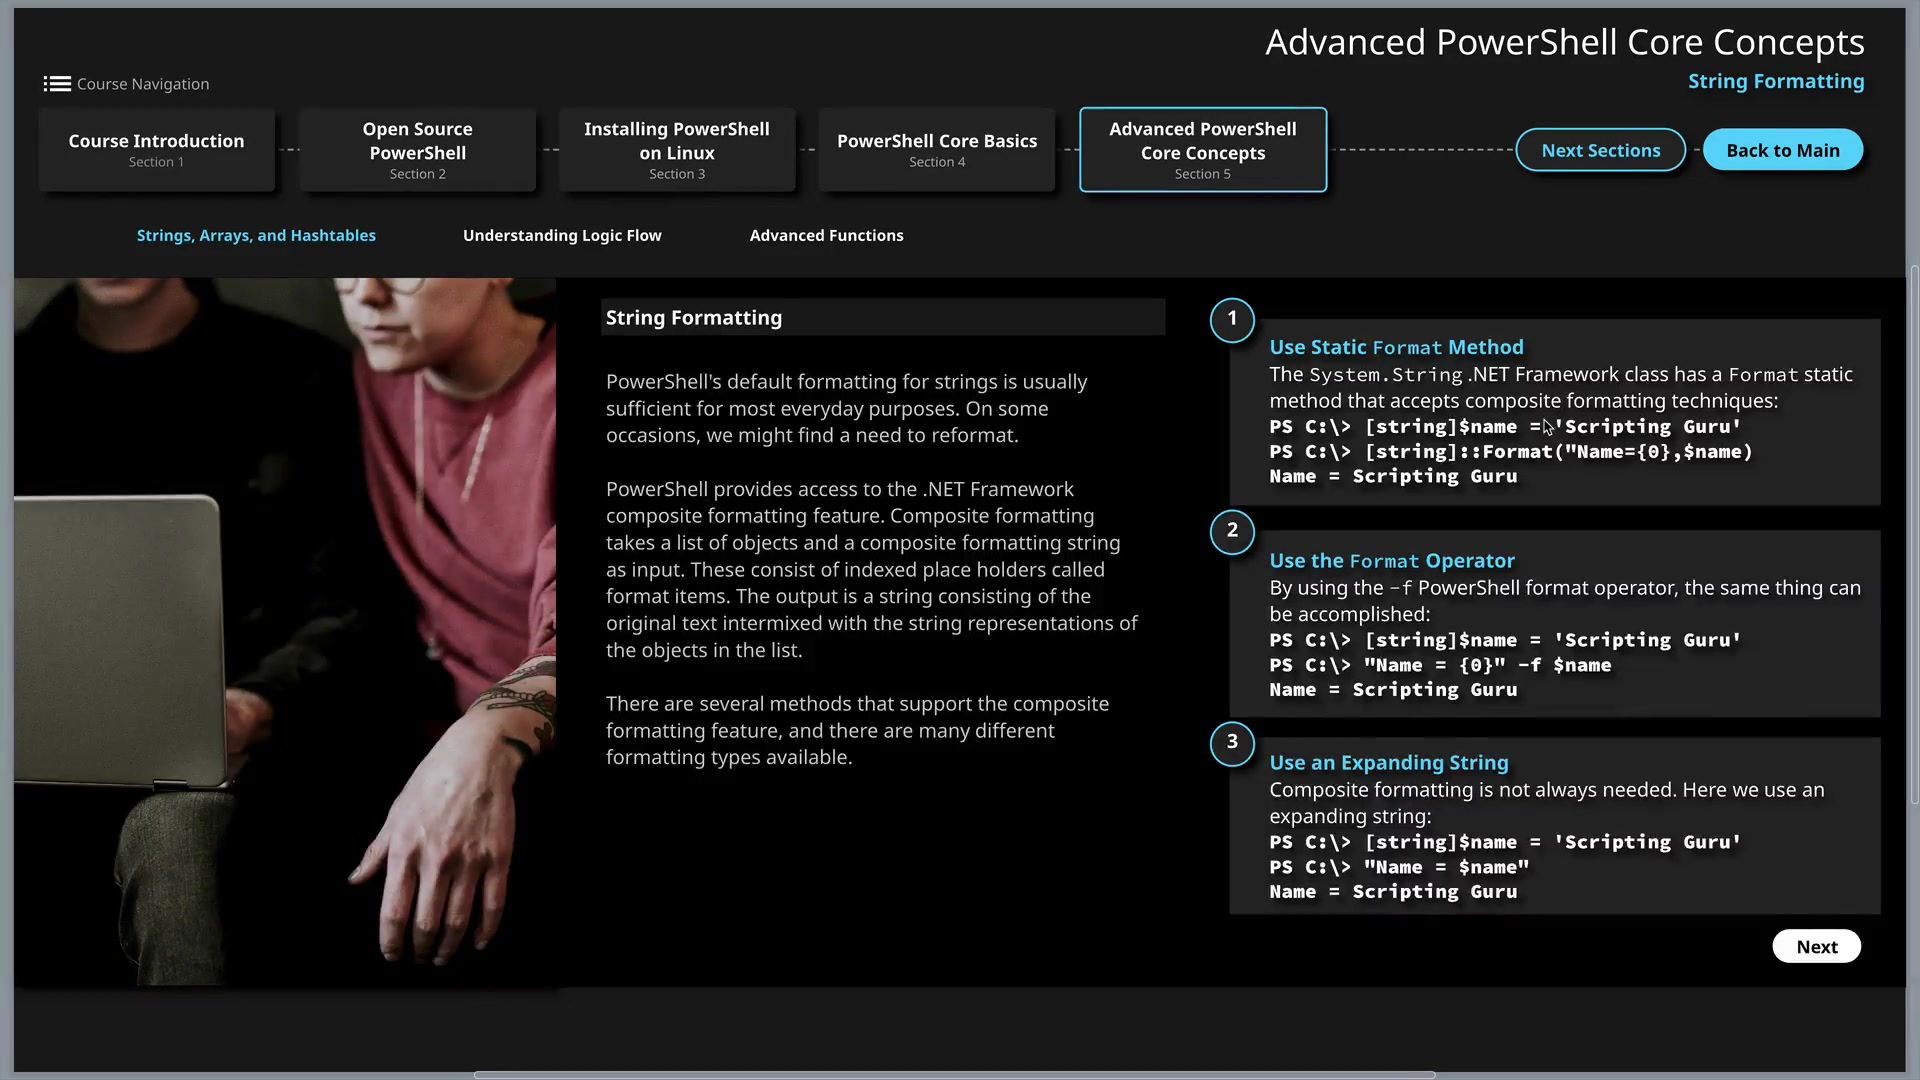 Advanced PowerShell Core Concepts
String Formatting
Course Navigation
Course Introduction
Section 1
Open Source
PowerShell
Section 2
Installing PowerShell
on Linux
Section 3
PowerShell Core Basics
Section 4
Advanced PowerShell
Core Concepts
Section 5
Next Sections
Back to Main
Strings, Arrays, and Hashtables
Understanding Logic Flow
Advanced Functions
String Formatting
PowerShell's default formatting for strings is usually
sufficient for most everyday purposes. On some
occasions, we might find a need to reformat.
PowerShell provides access to the .NET Framework
composite formatting feature. Composite formatting
takes a list of objects and a composite formatting string
as input. These consist of indexed place holders called
format items. The output is a string consisting of the
original text intermixed with the string representations of
the objects in the list.
There are several methods that support the composite
formatting feature, and there are many different
formatting types available.
1
Use Static Format Method
The System.String .NET Framework class has a Format static
method that accepts composite formatting techniques:
PS C:\> [string]$name = 'Scripting Guru'
PS C:\> [string]::Format("Name={0},$name)
Name = Scripting Guru
2
Use the Format Operator
By using the -f PowerShell format operator, the same thing can
be accomplished:
PS C:\> [string]$name = 'Scripting Guru'
PS C:\> "Name = {0}" -f $name
Name = Scripting Guru
3
Use an Expanding String
Composite formatting is not always needed. Here we use an
expanding string:
PS C:\> [string]$name = 'Scripting Guru'
PS C:\> "Name = $name"
Name = Scripting Guru
Next